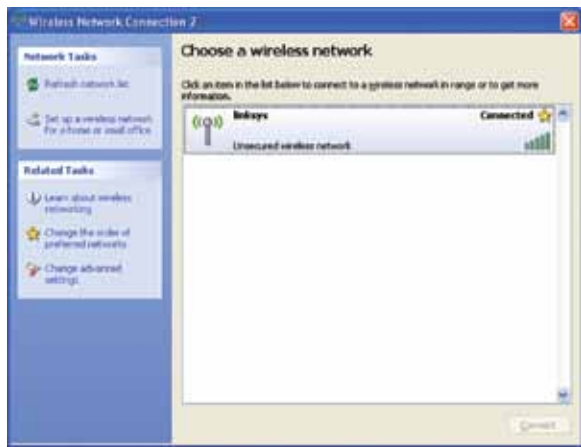 Wireless Network Connection 2
Network Tasks
Refresh network list
Set up a wireless network
for a home or small office
Related Tasks
Learn about wireless
networking
Change the order of
preferred networks
Change advanced
settings
Choose a wireless network
Click an item in the list below to connect to a wireless network in range or to get more
information.
linksys
Connected
Unsecured wireless network
Connect